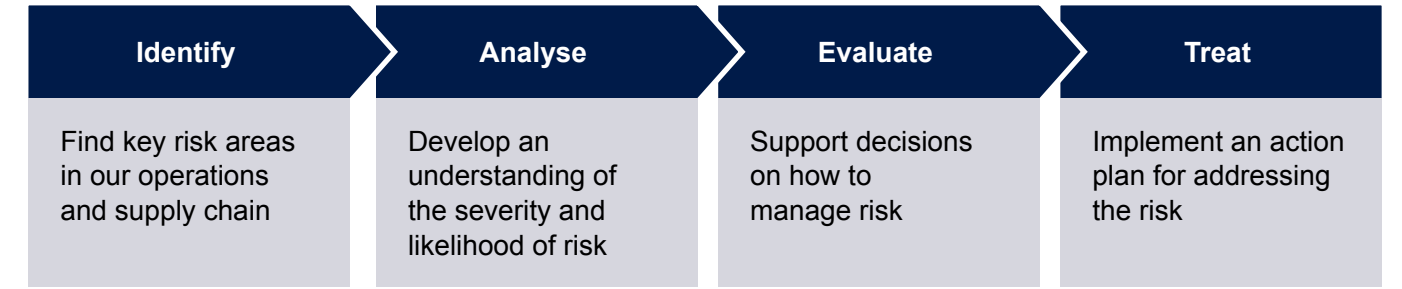 Identify
Find key risk areas
in our operations
and supply chain
Analyse
Develop an
understanding of
the severity and
likelihood of risk
Evaluate
Support decisions
on how to
manage risk
Treat
Implement an action
plan for addressing
the risk